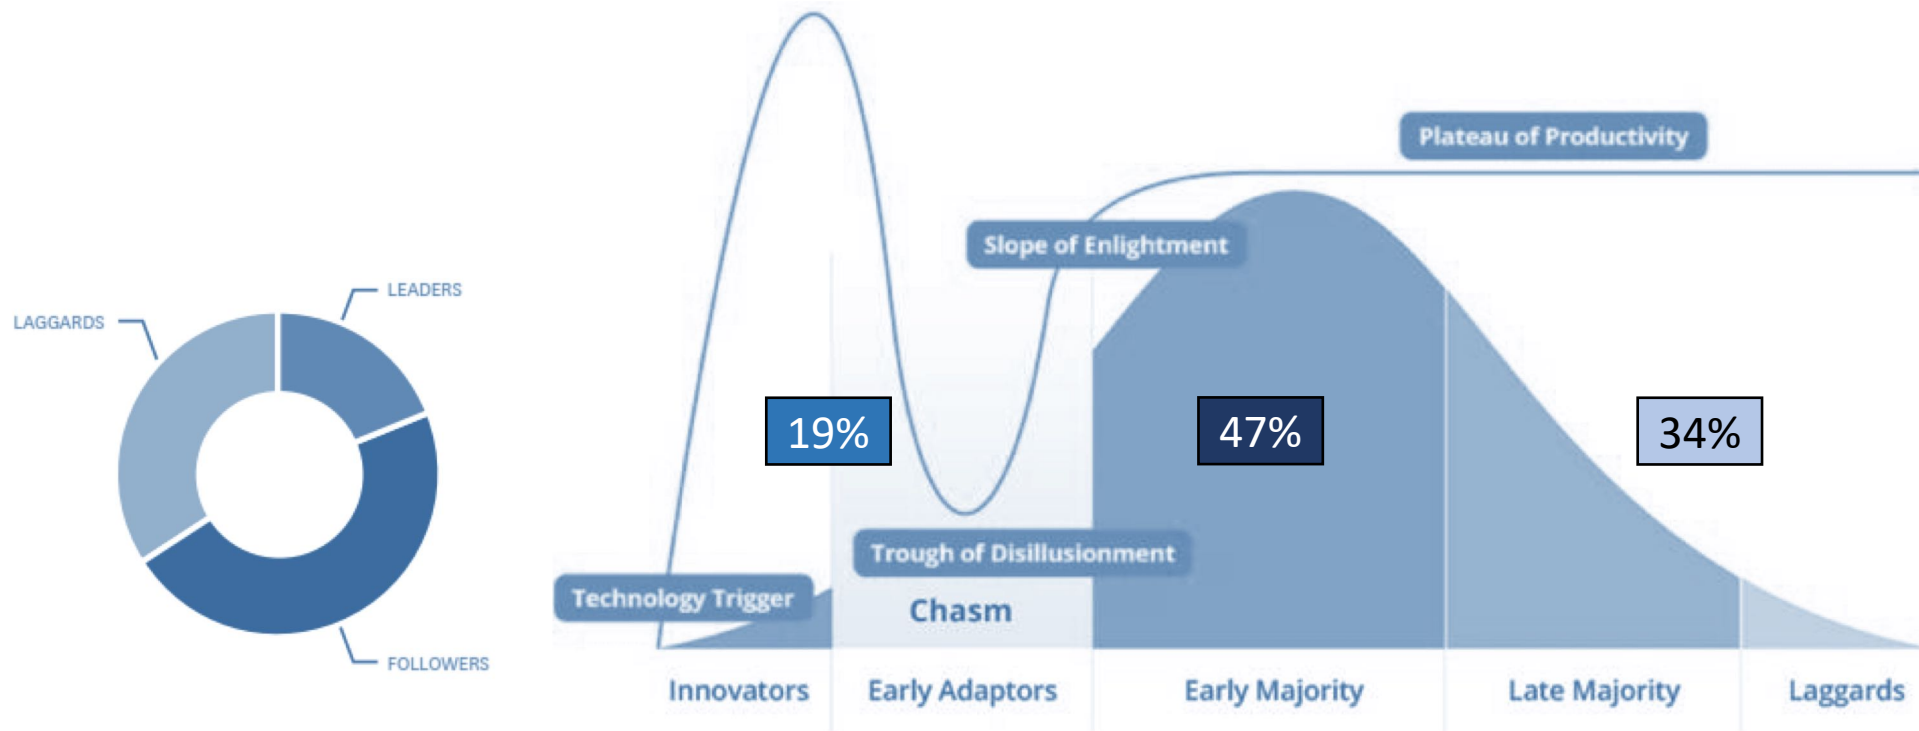 LEADERS
LAGGARDS
FOLLOWERS
Plateau of Productivity
Slope of Enlightment
19%
47%
34%
Trough of Disillusionment
Technology Trigger
Chasm
Innovators
Early Adaptors
Early Majority
Late Majority
Laggards